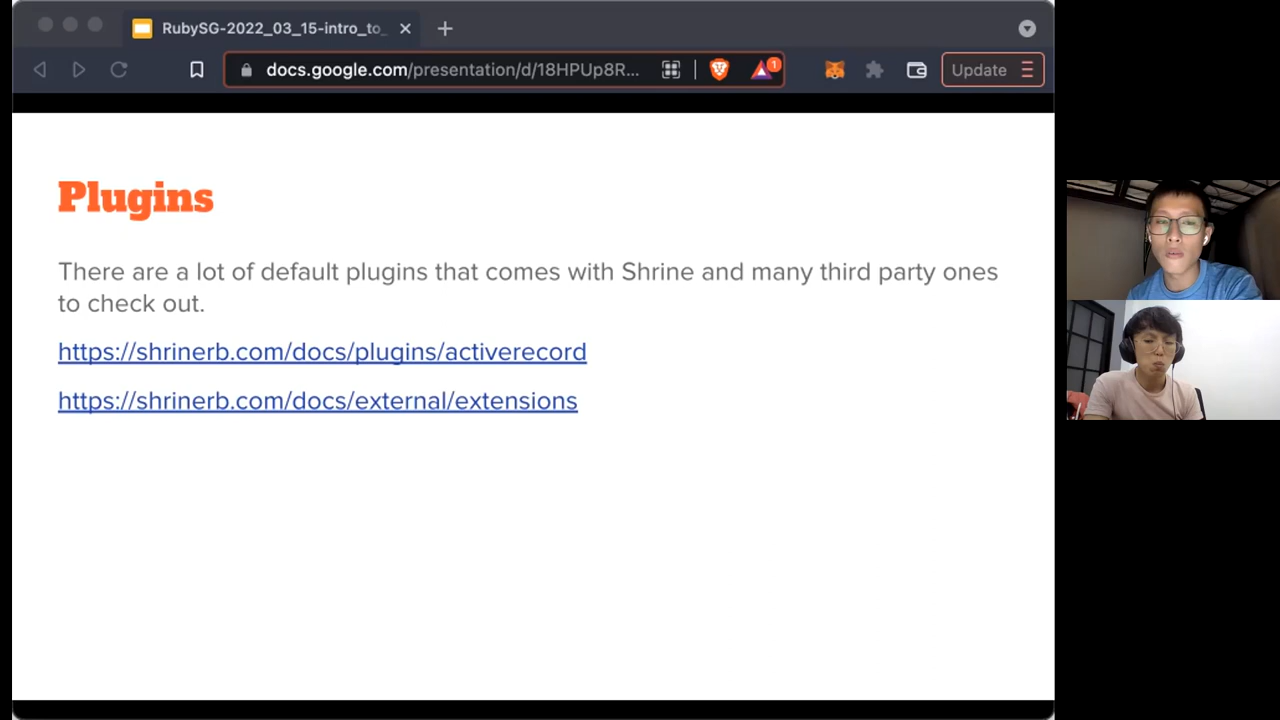 RubySG-2022_03_15-intro_to_
docs.google.com/presentation/d/18HPUp8R...
1
Update
Plugins
There are a lot of default plugins that comes with Shrine and many third party ones
to check out.
https://shrinerb.com/docs/plugins/activerecord
https://shrinerb.com/docs/external/extensions